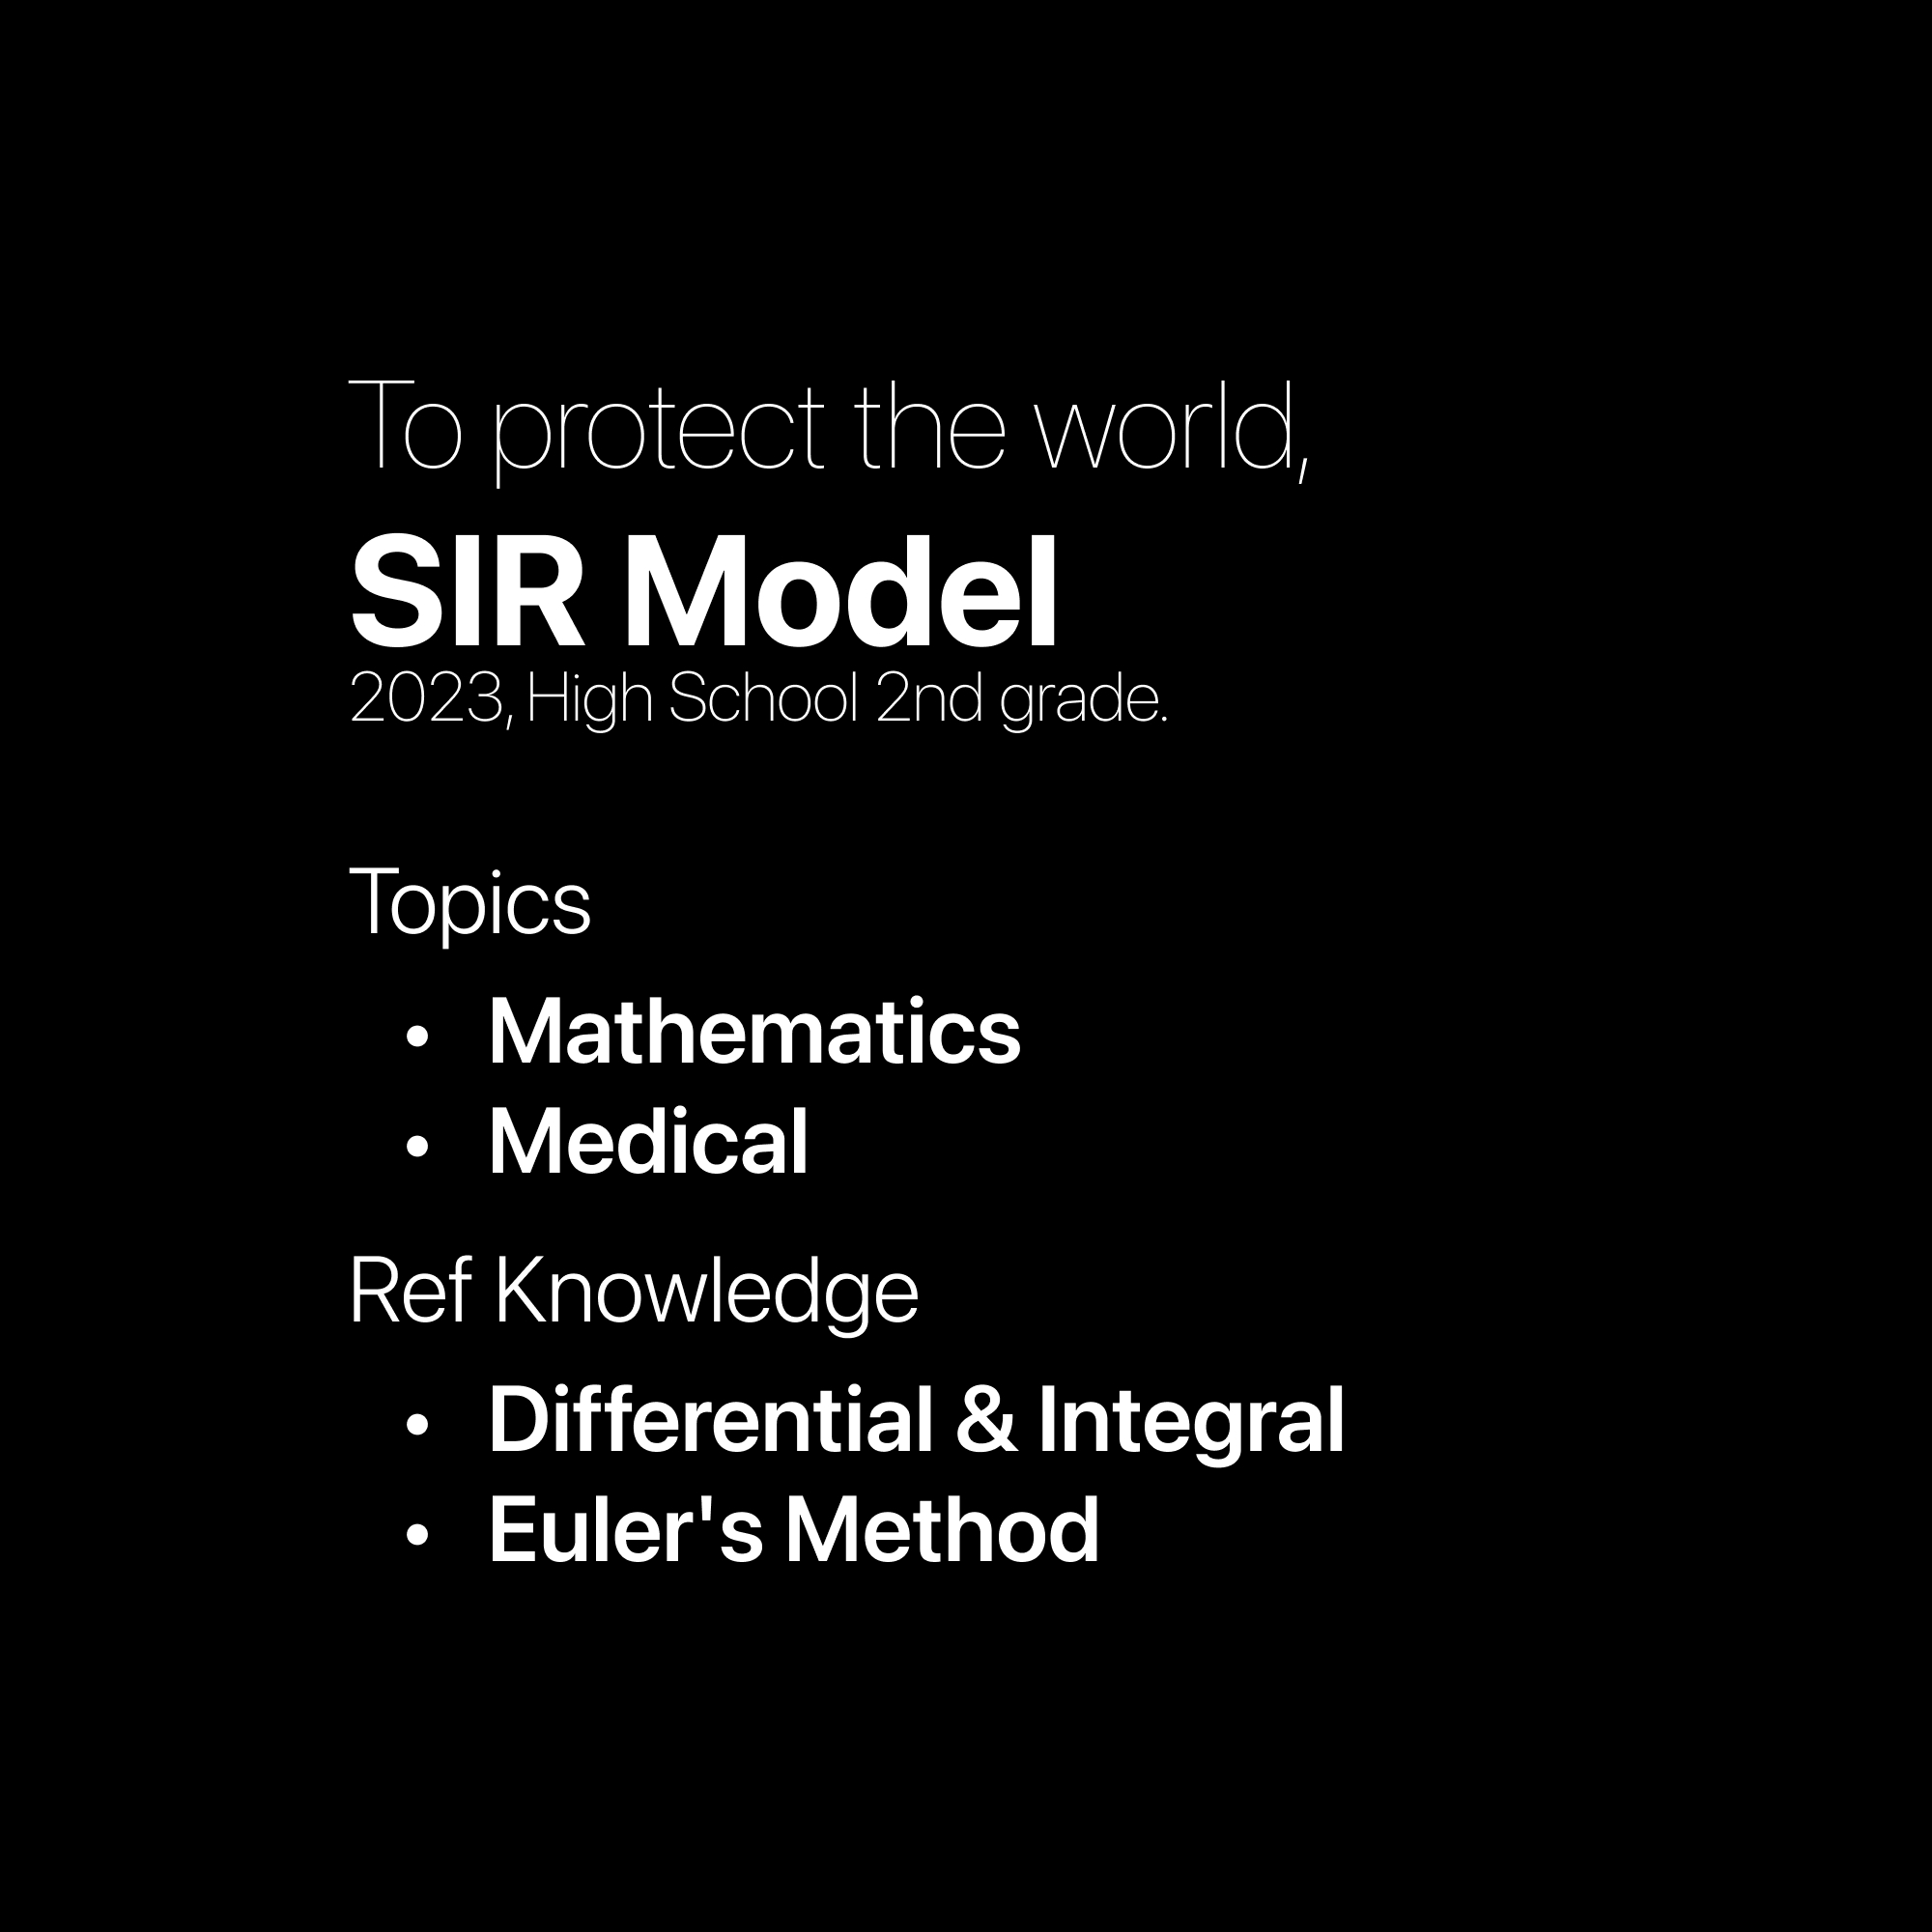 To protect the world,
SIR Model
2023, High School 2nd grade.
Topics
• Mathematics
• Medical
Ref Knowledge
• Differential & Integral
• Euler's Method